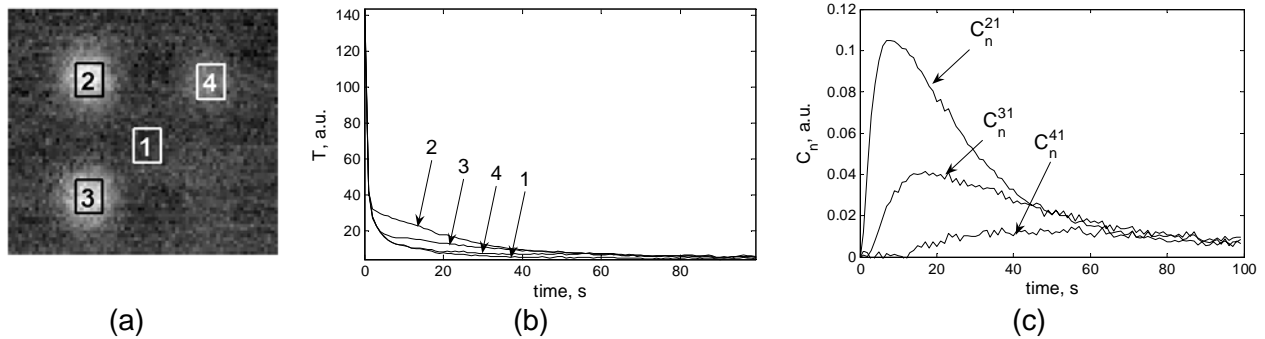 2
4
1
3
140
120
100
80
60
40
20
T, a.u.
2
3
4
1
0 20 40 60 80
time, s
0.12
0.1
0.08
0.06
0.04
0.02
0
C_n, a.u.
C_n^21
C_n^31
C_n^41
0 20 40 60 80 100
time, s
(a) (b) (c)